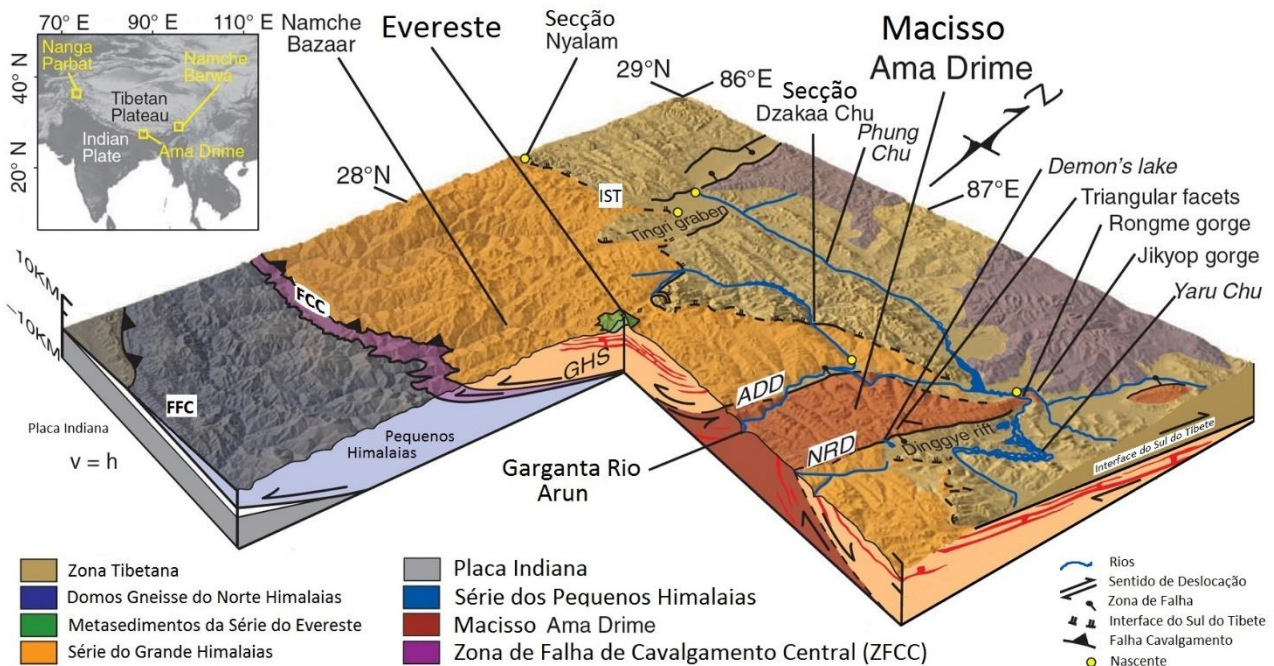 70° E 90° E 110° E
40° N
20° N
Nanga
Parbat
Namche
Barwa
Tibetan
Plateau
Indian
Plate
Ama Drime
Namche
Bazaar
Evereste
Secção
Nyalam
29°N
86°E
Macisso
Ama Drime
Secção
Dzakaa Chu
Phung
Chu
N
Demon's lake
Triangular facets
Rongme gorge
Jikyop gorge
Yaru Chu
87°E
28°N
IST
Tingri graben
10KM
–10KM
FCC
FFC
GHS
ADD
NRD
Dinggye rift
Interface do Sul do Tibete
Placa Indiana
v = h
Pequenos
Himalaias
Garganta Rio
Arun
Zona Tibetana
Domos Gneisse do Norte Himalaias
Metasedimentos da Série do Evereste
Série do Grande Himalaias
Placa Indiana
Série dos Pequenos Himalaias
Macisso Ama Drime
Zona de Falha de Cavalgamento Central (ZFCC)
Rios
Sentido de Deslocação
Zona de Falha
Interface do Sul do Tibete
Falha Cavalgamento
Nascente